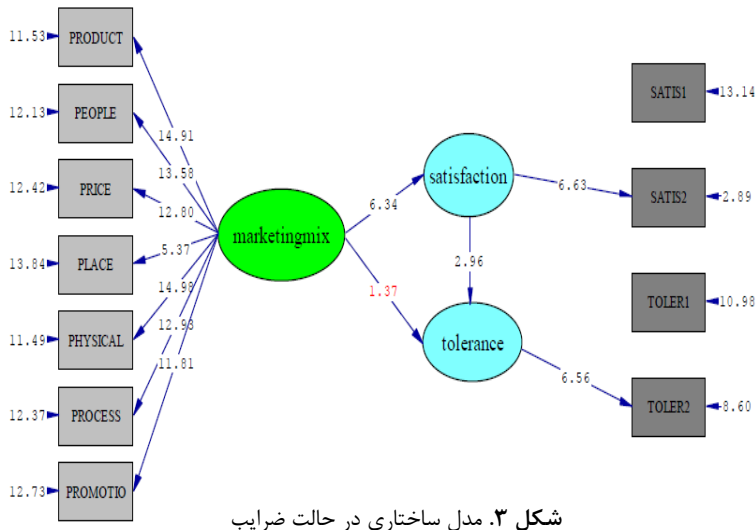 11.53 PRODUCT
12.13 PEOPLE
12.42 PRICE
13.84 PLACE
11.49 PHYSICAL
12.37 PROCESS
12.73 PROMOTIO
14.91
13.58
12.80
5.37
14.98
12.93
11.81
marketingmix
6.34
1.37
satisfaction
2.96
tolerance
6.63
6.56
SATIS1 13.14
SATIS2 2.89
TOLER1 10.98
TOLER2 8.60
شکل ۳. مدل ساختاری در حالت ضرایب